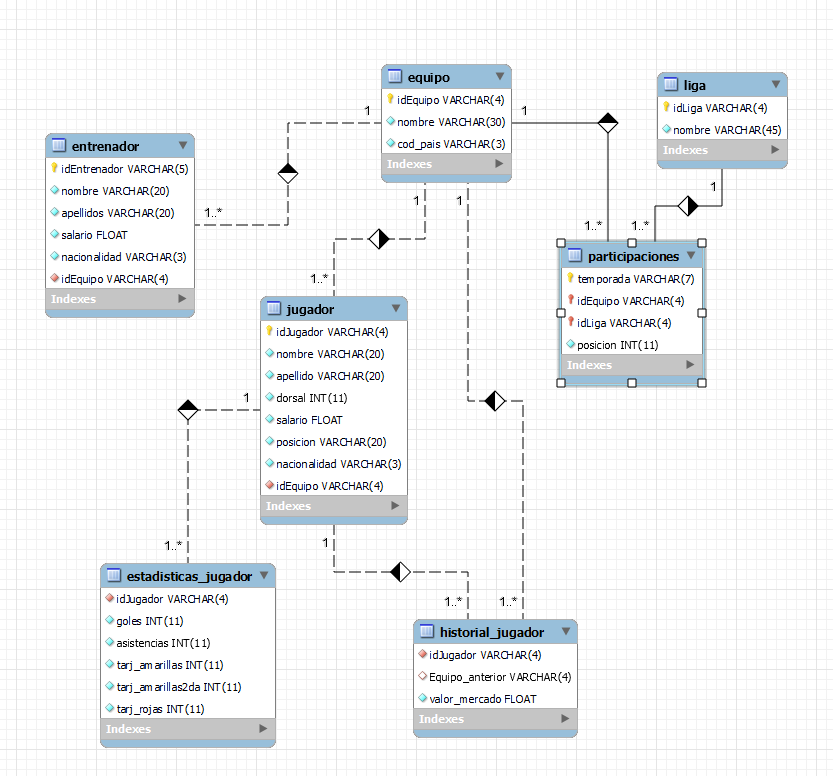 equipo
idEquipo VARCHAR(4)
nombre VARCHAR(30)
cod_pais VARCHAR(3)
Indexes
liga
idLiga VARCHAR(4)
nombre VARCHAR(45)
Indexes
entrenador
idEntrenador VARCHAR(5)
nombre VARCHAR(20)
apellidos VARCHAR(20)
salario FLOAT
nacionalidad VARCHAR(3)
idEquipo VARCHAR(4)
Indexes
1
1..*
1
1..*
1
1..*
1
1..*
1
participaciones
temporada VARCHAR(7)
idEquipo VARCHAR(4)
idLiga VARCHAR(4)
posicion INT(11)
Indexes
jugador
idJugador VARCHAR(4)
nombre VARCHAR(20)
apellido VARCHAR(20)
dorsal INT(11)
salario FLOAT
posicion VARCHAR(20)
nacionalidad VARCHAR(3)
idEquipo VARCHAR(4)
Indexes
1
1..*
1
1..*
1..*
estadisticas_jugador
idJugador VARCHAR(4)
goles INT(11)
asistencias INT(11)
tarj_amarillas INT(11)
tarj_amarillas2da INT(11)
tarj_rojas INT(11)
Indexes
historial_jugador
idJugador VARCHAR(4)
Equipo_anterior VARCHAR(4)
valor_mercado FLOAT
Indexes